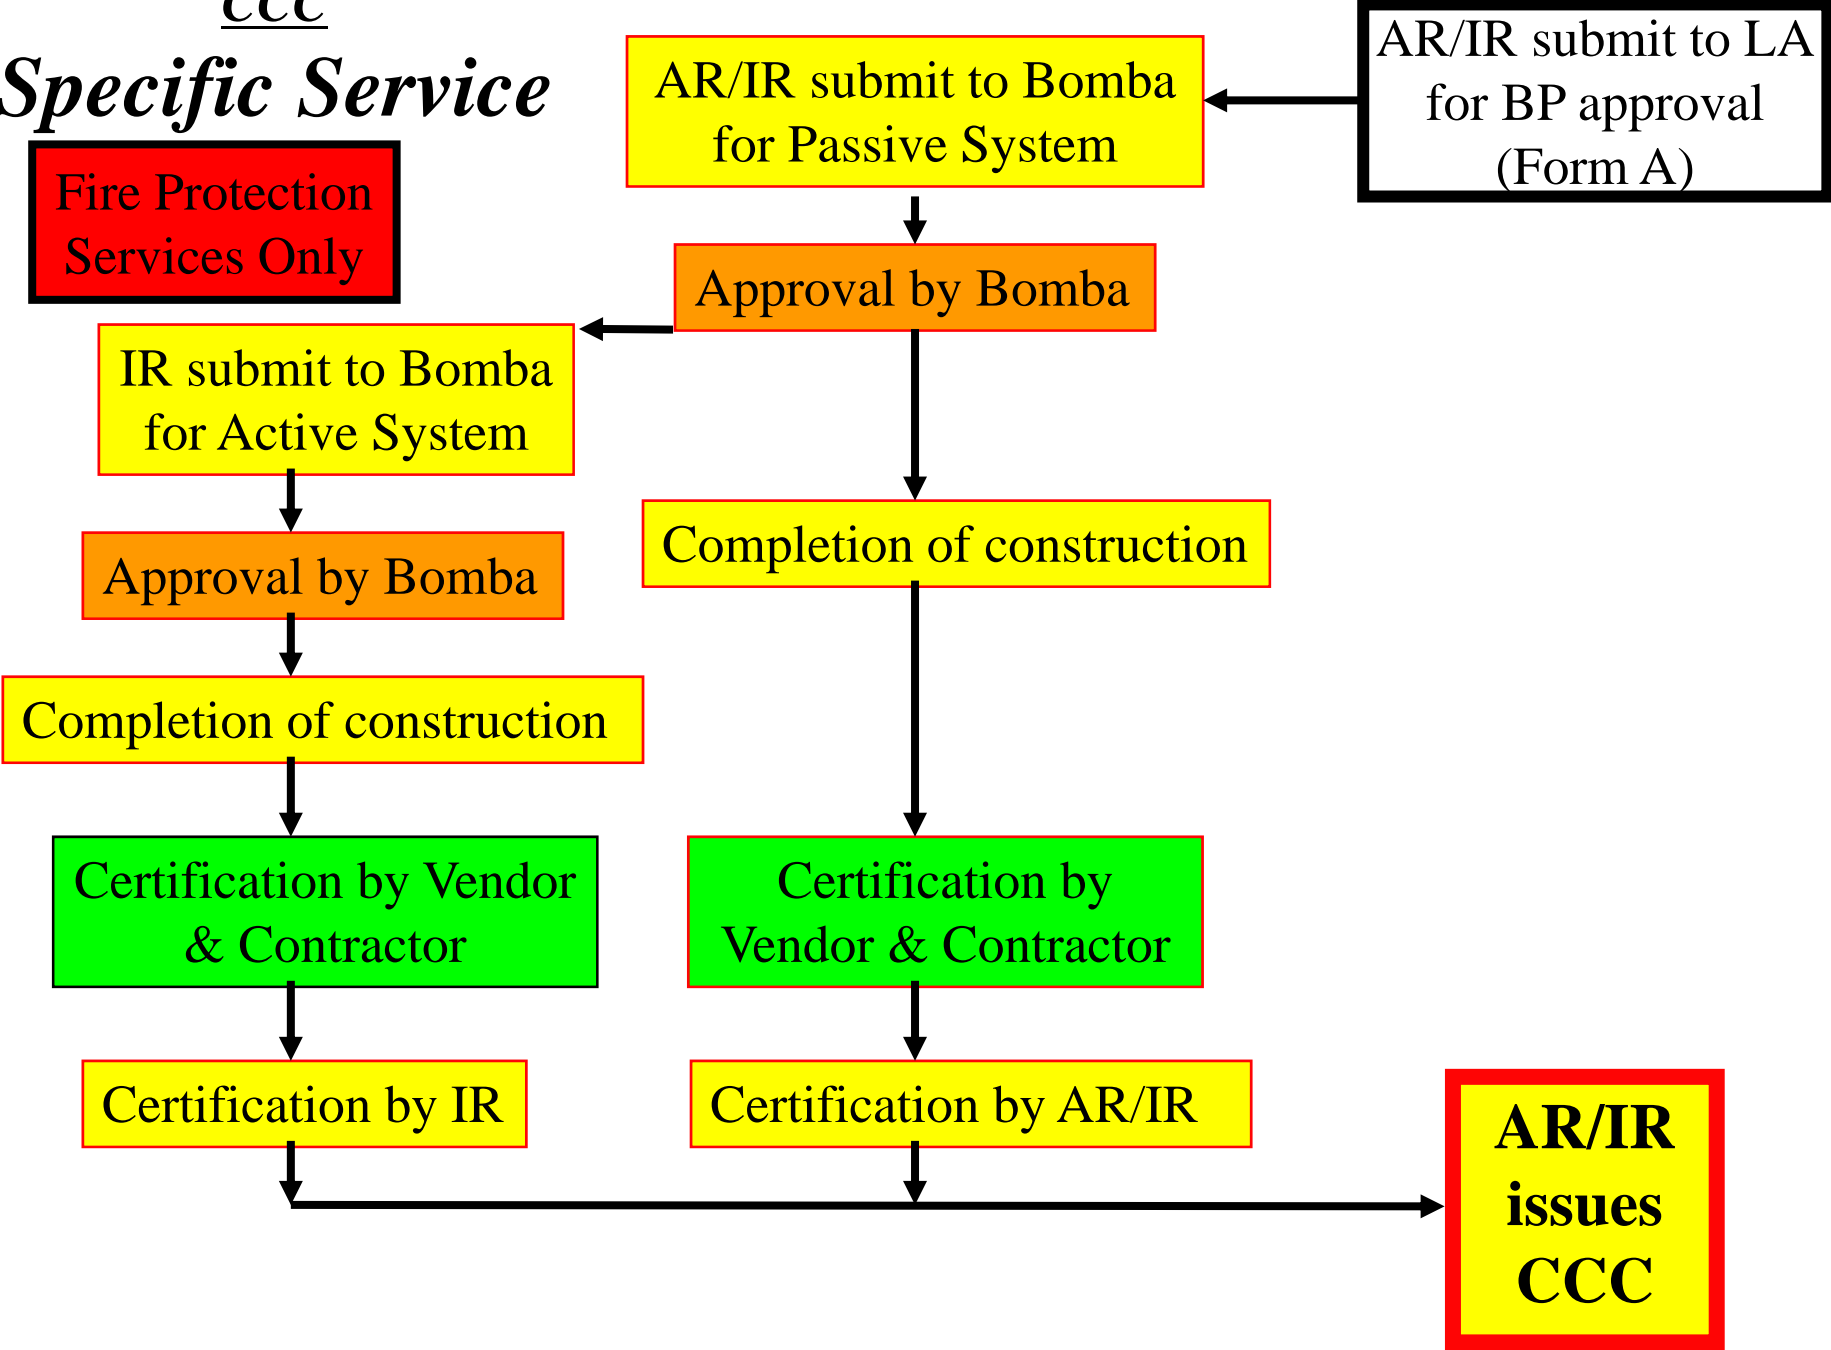 CCC
Specific Service
AR/IR submit to LA
for BP approval
(Form A)
AR/IR submit to Bomba
for Passive System
Fire Protection
Services Only
Approval by Bomba
IR submit to Bomba
for Active System
Completion of construction
Approval by Bomba
Completion of construction
Certification by Vendor
& Contractor
Certification by
Vendor & Contractor
Certification by IR
Certification by AR/IR
AR/IR
issues
CCC